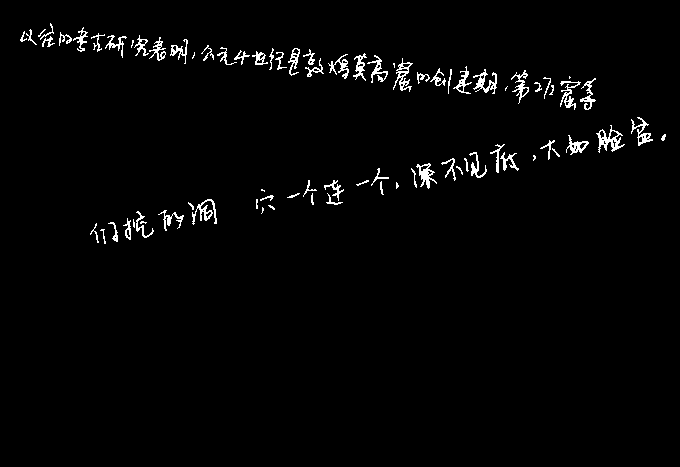 以往的考古研究表明，公元4世纪是敦煌莫高窟的创建期，第272窟等
们挖的洞 穴一个连一个，深不见底，大如脸盆。